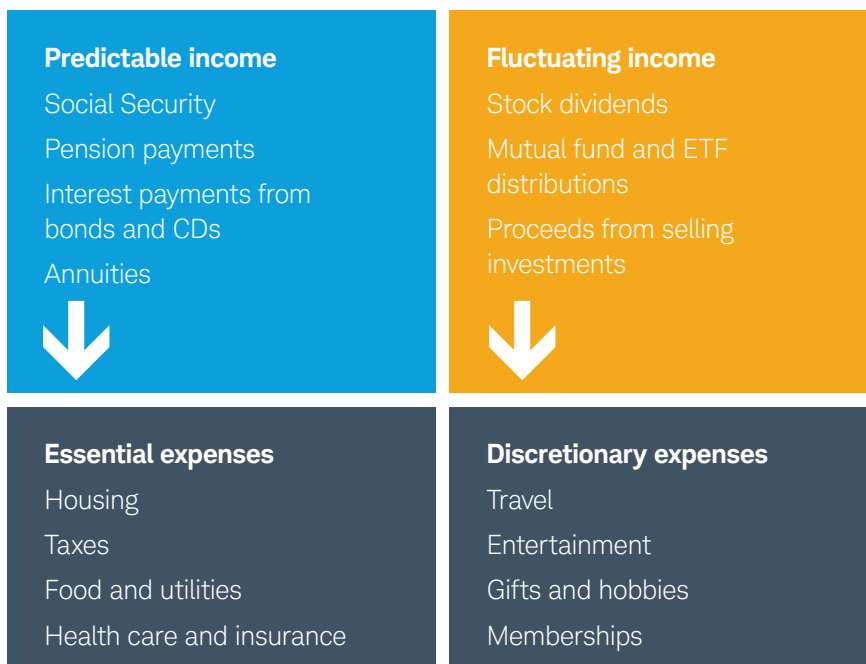 Predictable income
Social Security
Pension payments
Interest payments from
bonds and CDs
Annuities
Fluctuating income
Stock dividends
Mutual fund and ETF
distributions
Proceeds from selling
investments
Essential expenses
Housing
Taxes
Food and utilities
Health care and insurance
Discretionary expenses
Travel
Entertainment
Gifts and hobbies
Memberships